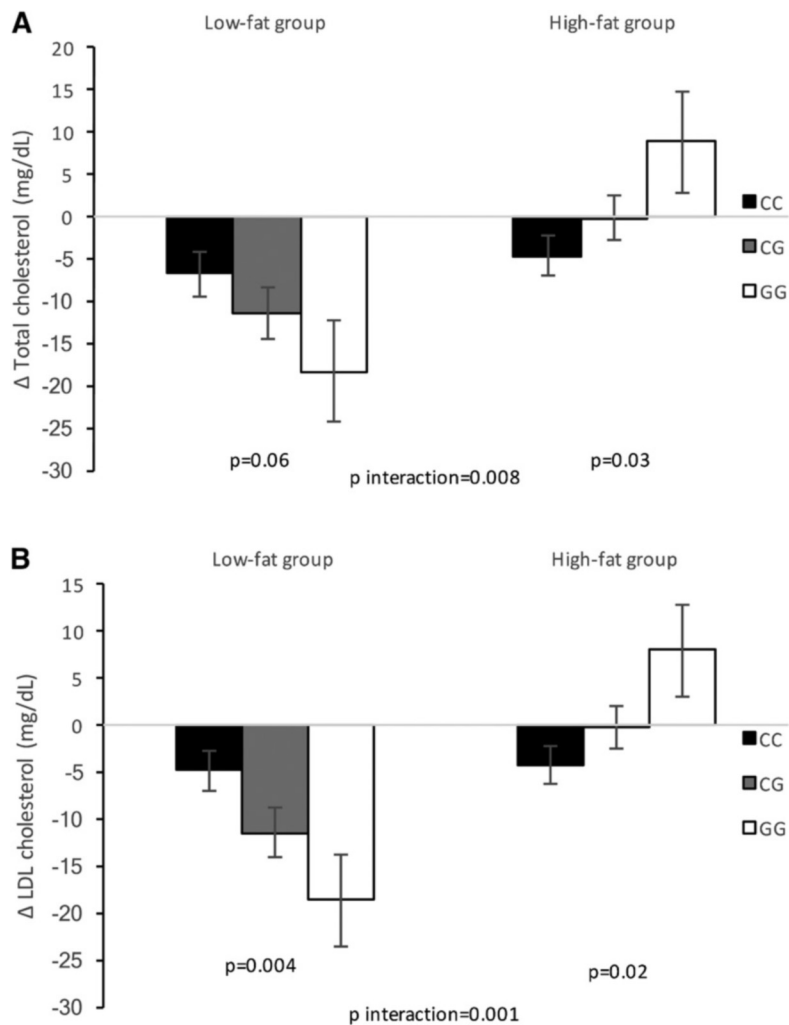 A
Low-fat group High-fat group
Δ Total cholesterol (mg/dL)
20
15
10
5
0
-5
-10
-15
-20
-25
-30
CC
CG
GG
p=0.06
p=0.03
p interaction=0.008
B
Low-fat group High-fat group
Δ LDL cholesterol (mg/dL)
15
10
5
0
-5
-10
-15
-20
-25
-30
CC
CG
GG
p=0.004
p=0.02
p interaction=0.001